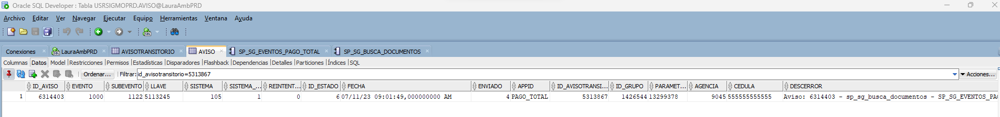 Oracle SQL Developer : Tabla USRSIGMOPRD.AVISO@LauraAmbPRD
Archivo Editar Ver Navegar Ejecutar Equipo Herramientas Ventana Ayuda
Conexiones LauraAmbPRD AVISOTRANSITORIO AVISO SP_SG_EVENTOS_PAGO_TOTAL SP_SG_BUSCA_DOCUMENTOS
Columnas Datos Model Restricciones Permisos Estadísticas Disparadores Flashback Dependencias Detalles Particiones Índices SQL
Ordenar... Filtrar: id_avisotransitorio=5313867 Acciones...
ID_AVISO EVENTO SUBEVENTO LLAVE SISTEMA SISTEMA_... REINTENT... ID_ESTADO FECHA ENVIADO APPID ID_AVISOTRANSI... ID_GRUPO PARAMET... AGENCIA CEDULA DESCERROR
1 6314403 1000 1122 5113245 105 1 0 6 07/11/23 09:01:49,000000000 AM 4 PAGO_TOTAL 5313867 1426544 13299378 9045 555555555555 Aviso: 6314403 - sp_sg_busca_documentos - SP_SG_EVENTOS_PAG